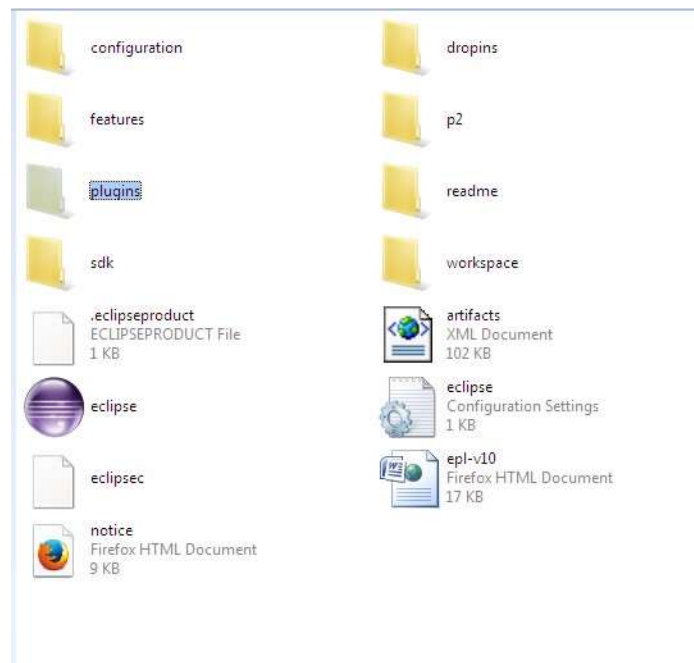 configuration
dropins
features
p2
plugins
readme
sdk
workspace
.eclipseproduct
ECLIPSEPRODUCT File
1 KB
artifacts
XML Document
102 KB
eclipse
eclipse
Configuration Settings
1 KB
eclipsec
epl-v10
Firefox HTML Document
17 KB
notice
Firefox HTML Document
9 KB